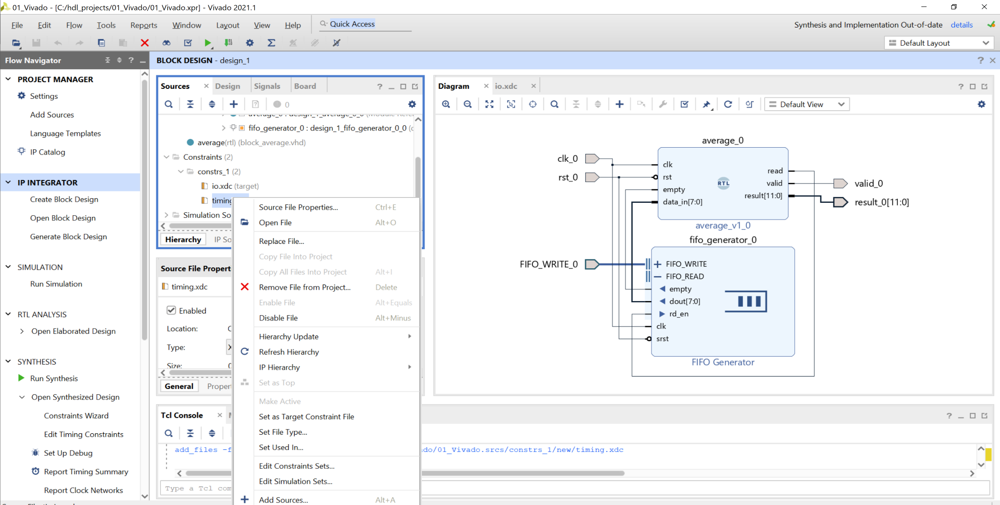 01_Vivado - [C:/hdl_projects/01_Vivado/01_Vivado.xpr] - Vivado 2021.1
File Edit Flow Tools Reports Window Layout View Help Quick Access
Synthesis and Implementation Out-of-date details
Default Layout
Flow Navigator
PROJECT MANAGER
Settings
Add Sources
Language Templates
IP Catalog
IP INTEGRATOR
Create Block Design
Open Block Design
Generate Block Design
SIMULATION
Run Simulation
RTL ANALYSIS
Open Elaborated Design
SYNTHESIS
Run Synthesis
Open Synthesized Design
Constraints Wizard
Edit Timing Constraints
Set Up Debug
Report Timing Summary
Report Clock Networks
BLOCK DESIGN - design_1
Sources Design Signals Board
0
average_0 : design_1_average_0_0
fifo_generator_0 : design_1_fifo_generator_0_0 (
average(rtl) (block_average.vhd)
Constraints (2)
constrs_1 (2)
io.xdc (target)
timing
Simulation So
Hierarchy IP So
Source File Propert
timing.xdc
Enabled
Location:
Type:
Size:
General Propert
Source File Properties... Ctrl+E
Open File Alt+O
Replace File...
Copy File Into Project
Copy All Files Into Project Alt+I
Remove File from Project... Delete
Enable File Alt+Equals
Disable File Alt+Minus
Hierarchy Update
Refresh Hierarchy
IP Hierarchy
Set as Top
Make Active
Set as Target Constraint File
Set File Type...
Set Used In...
Edit Constraints Sets...
Edit Simulation Sets...
Add Sources... Alt+A
Diagram io.xdc
Default View
average_0
clk_0
rst_0
clk
rst
empty
data_in[7:0]
RTL
read
valid
result[11:0]
valid_0
result_0[11:0]
average_v1_0
fifo_generator_0
FIFO_WRITE_0
FIFO_WRITE
FIFO_READ
empty
dout[7:0]
rd_en
clk
srst
FIFO Generator
Tcl Console
add_files -f do/01_Vivado.srcs/constrs_1/new/timing.xdc
Type a Tcl com